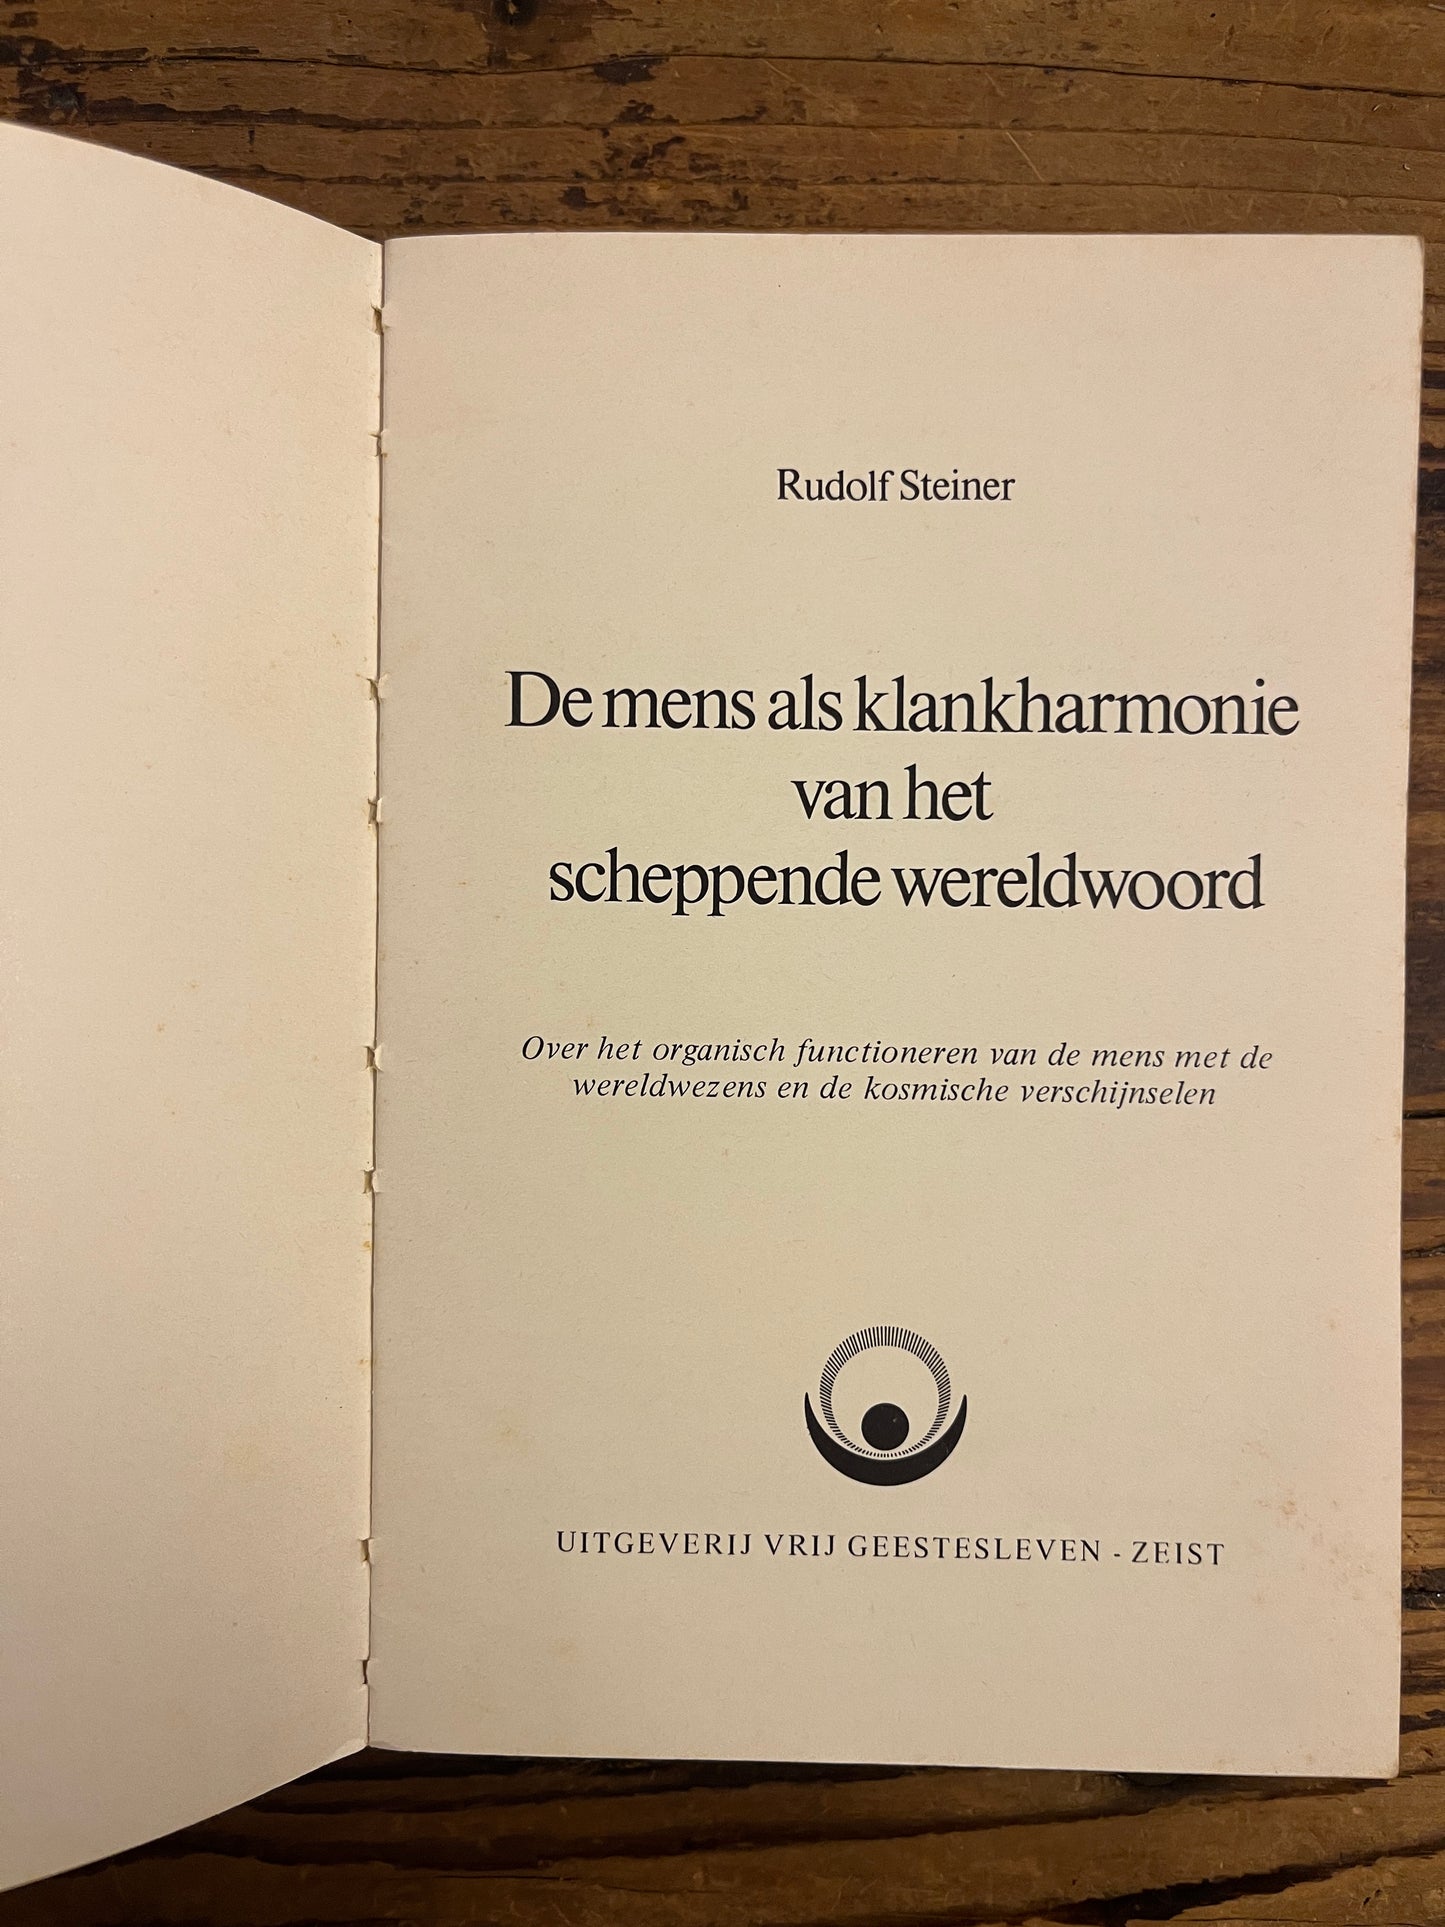 Rudolf Steiner
De mens als klankharmonie
van het
scheppende wereldwoord
Over het organisch functioneren van de mens met de
wereldwezens en de kosmische verschijnselen
UITGEVERIJ VRIJ GEESTESLEVEN - ZEIST